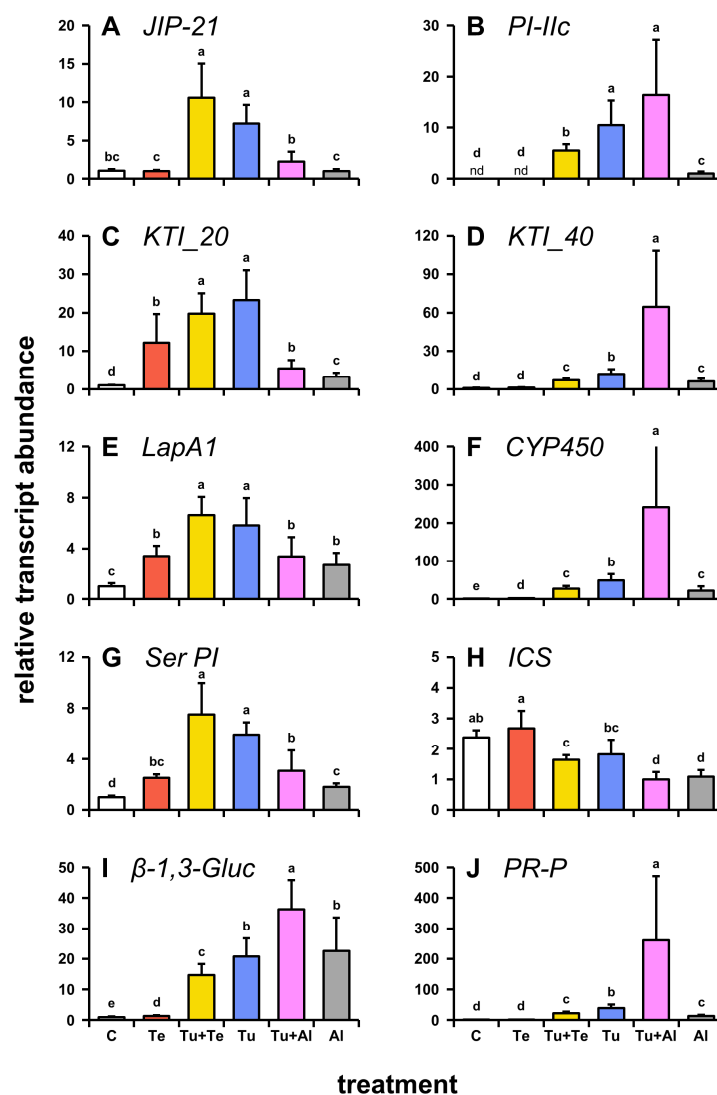 relative transcript abundance
A JIP-21
20
15
10
5
0
bc c a a b c
B PI-IIc
30
20
10
0
d d b a a c
nd nd
C KTI_20
40
30
20
10
0
d b a a b c
D KTI_40
120
90
60
30
0
d d c b a c
E LapA1
12
8
4
0
c b a a b b
F CYP450
400
300
200
100
0
e d c b a c
G Ser PI
12
8
4
0
d bc a a b c
H ICS
5
4
3
2
1
0
ab a c bc d d
I β-1,3-Gluc
50
40
30
20
10
0
e d c b a b
C Te Tu+Te Tu Tu+Al Al
J PR-P
500
400
300
200
100
0
d d c b a c
C Te Tu+Te Tu Tu+Al Al
treatment